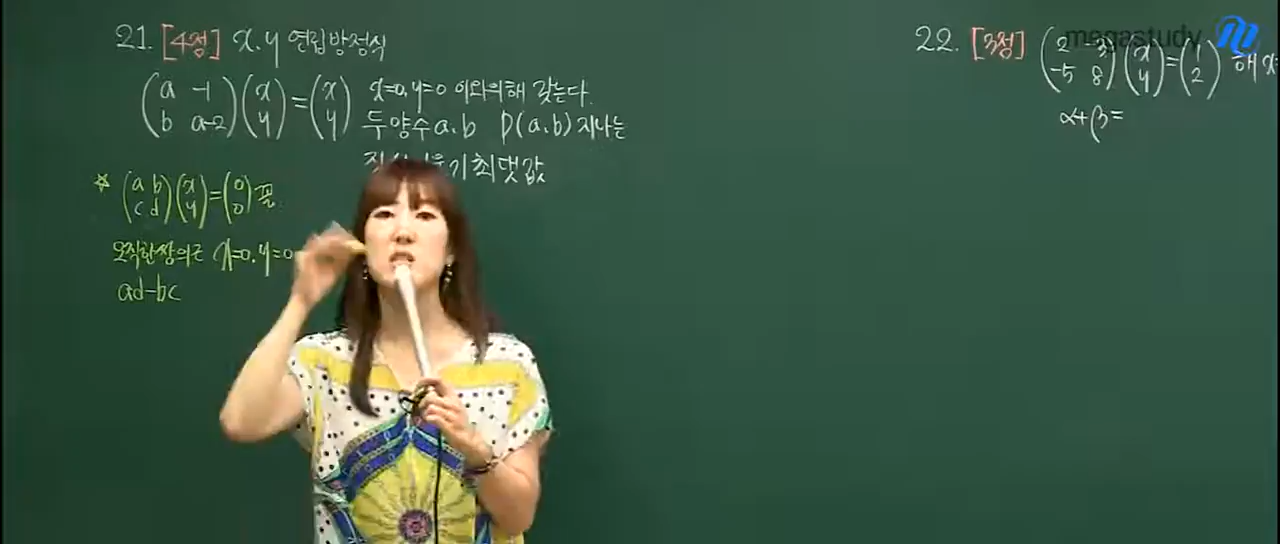 21. [4점] x, y 연립방정식
(a -1
b a-2)(x
y)=(x
y) x=0, y=0 이외의 해 갖는다.
두 양수 a, b P(a, b) 지나는
기 최댓값
☆ (a b
c d)(x
y)=(0
0) 꼴
오직 한쌍의 근 x=0, y=0
ad-bc
22. [3점] (2 -3
-5 8)(x
y)=(1
2) 해 x=
α+β=
megastudy